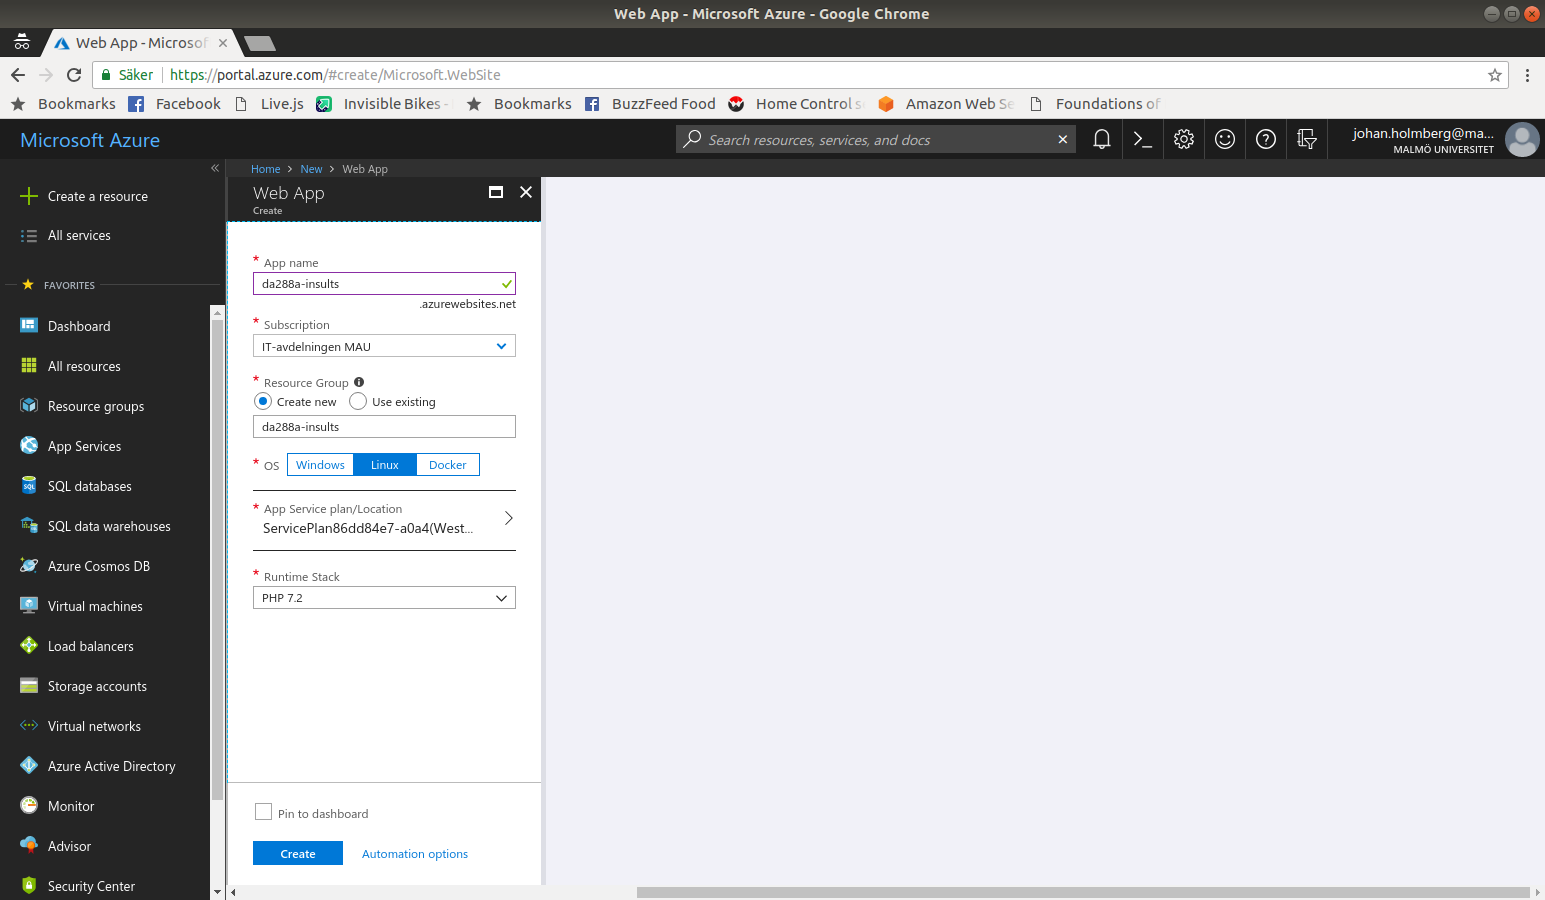 Web App - Microsoft Azure - Google Chrome
Web App - Microsof
Säker https://portal.azure.com/#create/Microsoft.WebSite
Bookmarks Facebook Live.js Invisible Bikes - Bookmarks BuzzFeed Food Home Control s Amazon Web Se Foundations of
Microsoft Azure
Search resources, services, and docs
johan.holmberg@ma...
MALMÖ UNIVERSITET
Create a resource
All services
FAVORITES
Dashboard
All resources
Resource groups
App Services
SQL databases
SQL data warehouses
Azure Cosmos DB
Virtual machines
Load balancers
Storage accounts
Virtual networks
Azure Active Directory
Monitor
Advisor
Security Center
Home > New > Web App
Web App
Create
* App name
da288a-insults
.azurewebsites.net
* Subscription
IT-avdelningen MAU
* Resource Group
Create new Use existing
da288a-insults
* OS Windows Linux Docker
* App Service plan/Location
ServicePlan86dd84e7-a0a4(West...
* Runtime Stack
PHP 7.2
Pin to dashboard
Create Automation options